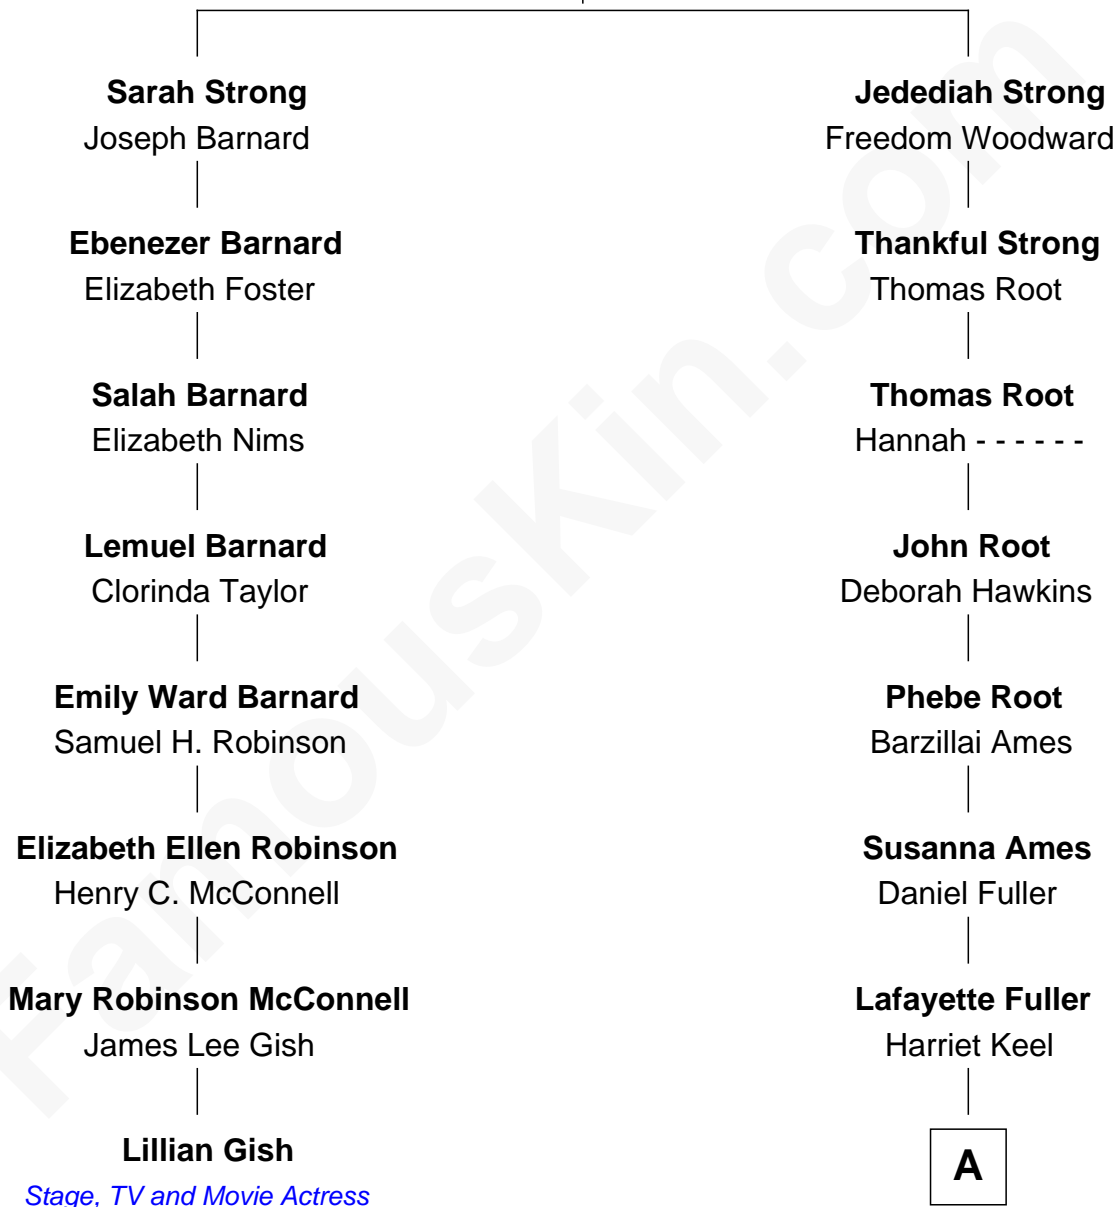 Sarah Strong
Joseph Barnard
Ebenezer Barnard
Elizabeth Foster
Salah Barnard
Elizabeth Nims
Lemuel Barnard
Clorinda Taylor
Emily Ward Barnard
Samuel H. Robinson
Elizabeth Ellen Robinson
Henry C. McConnell
Mary Robinson McConnell
James Lee Gish
Lillian Gish
Stage, TV and Movie Actress
Jedediah Strong
Freedom Woodward
Thankful Strong
Thomas Root
Thomas Root
Hannah - - - - - -
John Root
Deborah Hawkins
Phebe Root
Barzillai Ames
Susanna Ames
Daniel Fuller
Lafayette Fuller
Harriet Keel
A
FamousKin.com